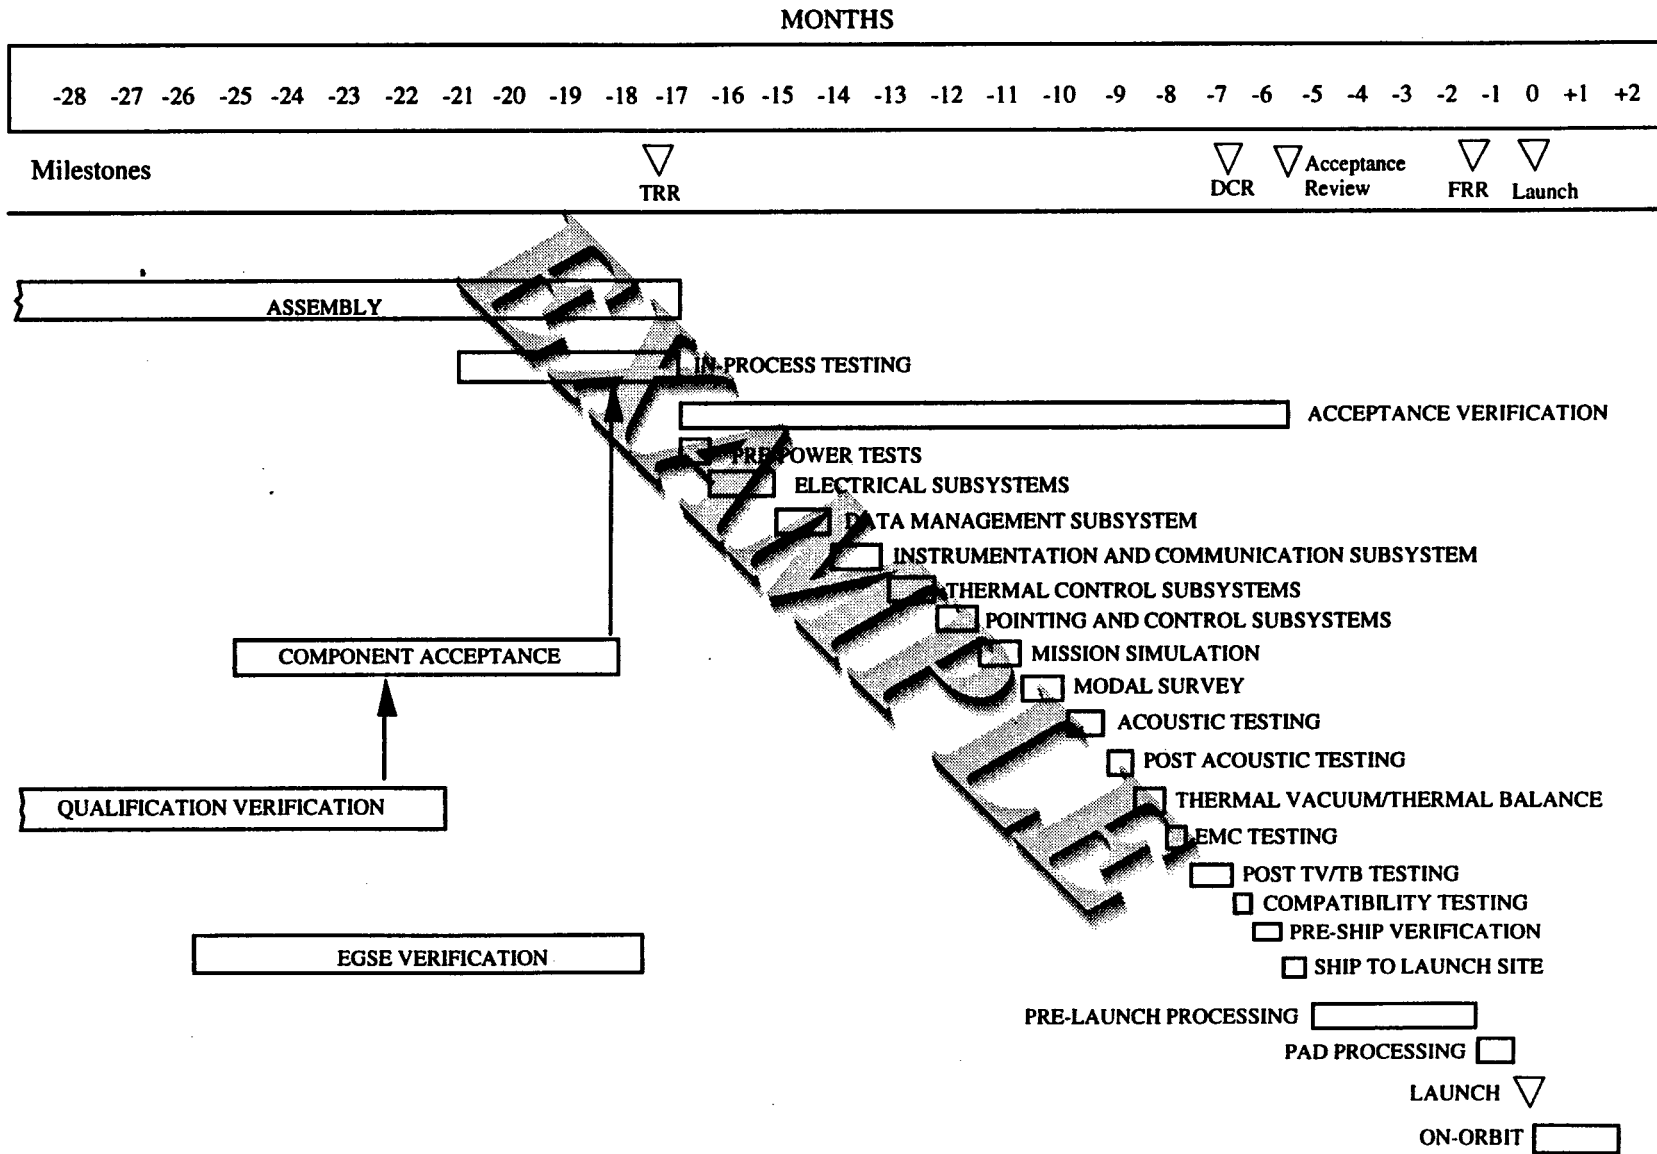 MONTHS
-28 -27 -26 -25 -24 -23 -22 -21 -20 -19 -18 -17 -16 -15 -14 -13 -12 -11 -10 -9 -8 -7 -6 -5 -4 -3 -2 -1 0 +1 +2
Milestones
TRR
DCR
Acceptance
Review
FRR
Launch
ASSEMBLY
IN-PROCESS TESTING
ACCEPTANCE VERIFICATION
PRE-POWER TESTS
ELECTRICAL SUBSYSTEMS
DATA MANAGEMENT SUBSYSTEM
INSTRUMENTATION AND COMMUNICATION SUBSYSTEM
THERMAL CONTROL SUBSYSTEMS
POINTING AND CONTROL SUBSYSTEMS
COMPONENT ACCEPTANCE
MISSION SIMULATION
MODAL SURVEY
ACOUSTIC TESTING
POST ACOUSTIC TESTING
QUALIFICATION VERIFICATION
THERMAL VACUUM/THERMAL BALANCE
EMC TESTING
POST TV/TB TESTING
COMPATIBILITY TESTING
PRE-SHIP VERIFICATION
EGSE VERIFICATION
SHIP TO LAUNCH SITE
PRE-LAUNCH PROCESSING
PAD PROCESSING
LAUNCH
ON-ORBIT
EXAMPLE